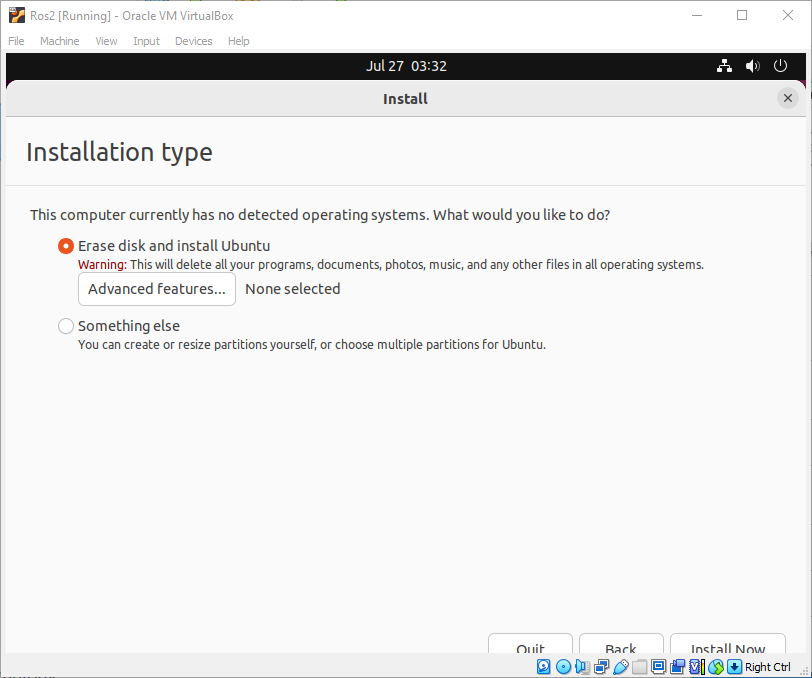 Ros2 [Running] - Oracle VM VirtualBox
File Machine View Input Devices Help
Jul 27 03:32
Install
Installation type
This computer currently has no detected operating systems. What would you like to do?
Erase disk and install Ubuntu
Warning: This will delete all your programs, documents, photos, music, and any other files in all operating systems.
Advanced features... None selected
Something else
You can create or resize partitions yourself, or choose multiple partitions for Ubuntu.
Quit Back Install Now
Right Ctrl